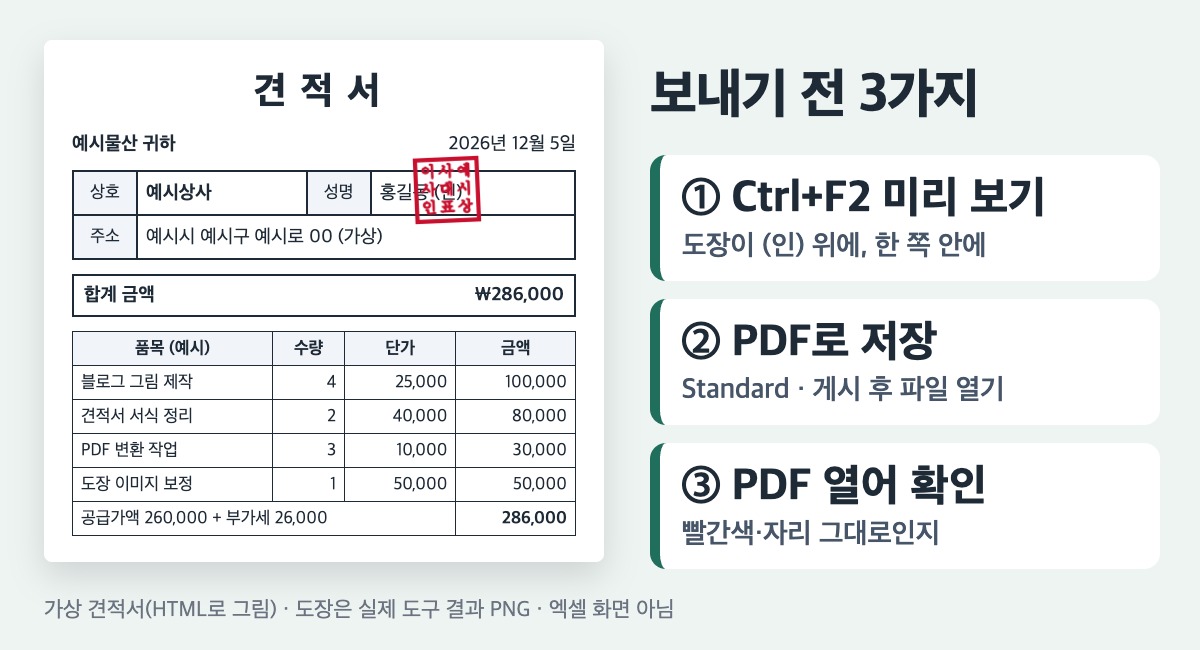 견 적 서
예시물산 귀하 2026년 12월 5일
상호 예시상사 성명 홍길동 (인)
이사예
사대시
인표상
주소 예시시 예시구 예시로 00 (가상)
합계 금액 ₩286,000
품목 (예시) 수량 단가 금액
블로그 그림 제작 4 25,000 100,000
견적서 서식 정리 2 40,000 80,000
PDF 변환 작업 3 10,000 30,000
도장 이미지 보정 1 50,000 50,000
공급가액 260,000 + 부가세 26,000 286,000
보내기 전 3가지
① Ctrl+F2 미리 보기
도장이 (인) 위에, 한 쪽 안에
② PDF로 저장
Standard · 게시 후 파일 열기
③ PDF 열어 확인
빨간색·자리 그대로인지
가상 견적서(HTML로 그림) · 도장은 실제 도구 결과 PNG · 엑셀 화면 아님